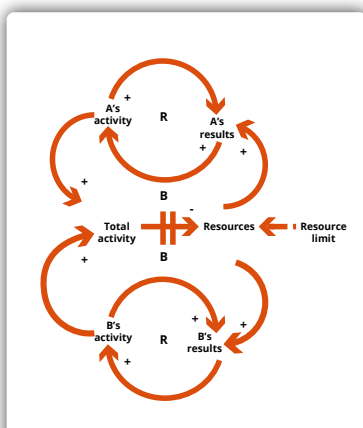 +
A's
activity
R
A's
results
+
+
+
B
-
Total
activity
Resources
Resource
limit
+
B
+
+
B's
activity
R
B's
results
+